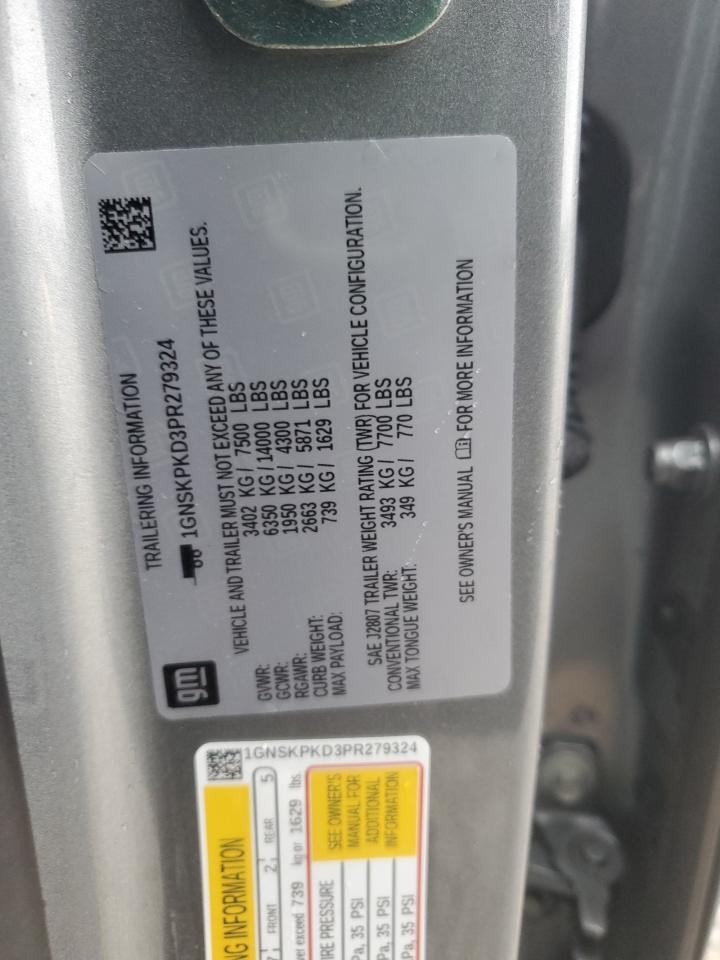 TRAILERING INFORMATION
1GNSKPKD3PR279324
gm
VEHICLE AND TRAILER MUST NOT EXCEED ANY OF THESE VALUES.
GVWR: 3402 KG/ 7500 LBS
GCWR: 6350 KG/14000 LBS
RGAWR: 1950 KG/ 4300 LBS
CURB WEIGHT: 2663 KG/ 5871 LBS
MAX PAYLOAD: 739 KG/ 1629 LBS
SAE J2807 TRAILER WEIGHT RATING (TWR) FOR VEHICLE CONFIGURATION.
CONVENTIONAL TWR: 3493 KG/ 7700 LBS
MAX TONGUE WEIGHT: 349 KG/ 770 LBS
SEE OWNER'S MANUAL FOR MORE INFORMATION
1GNSKPKD3PR279324
INFORMATION
FRONT 2 REAR 5
exceed 739 kg or 1629 lbs.
PRESSURE
35 PSI
35 PSI
35 PSI
SEE OWNER'S
MANUAL FOR
ADDITIONAL
INFORMATION